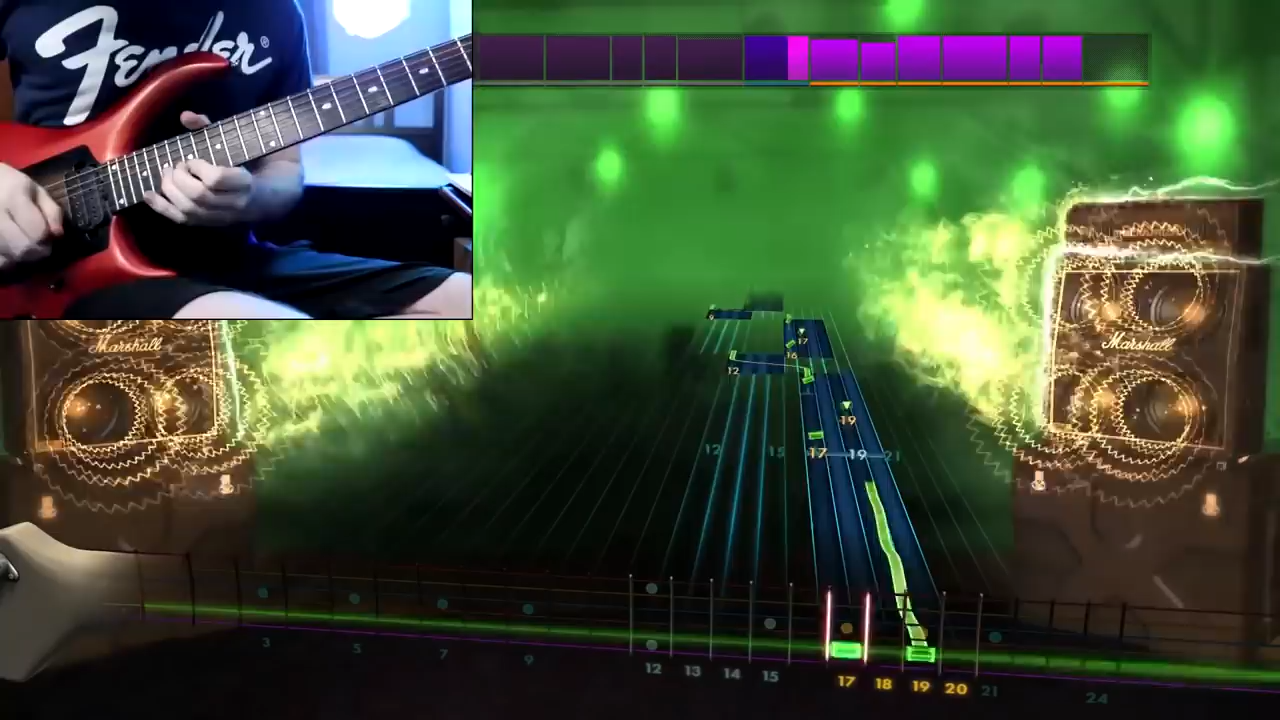 Fender®
Marshall
Marshall
9
17
16
12
19
12 15 17 19 21
3 5 7 9 12 13 14 15 17 18 19 20 21 24